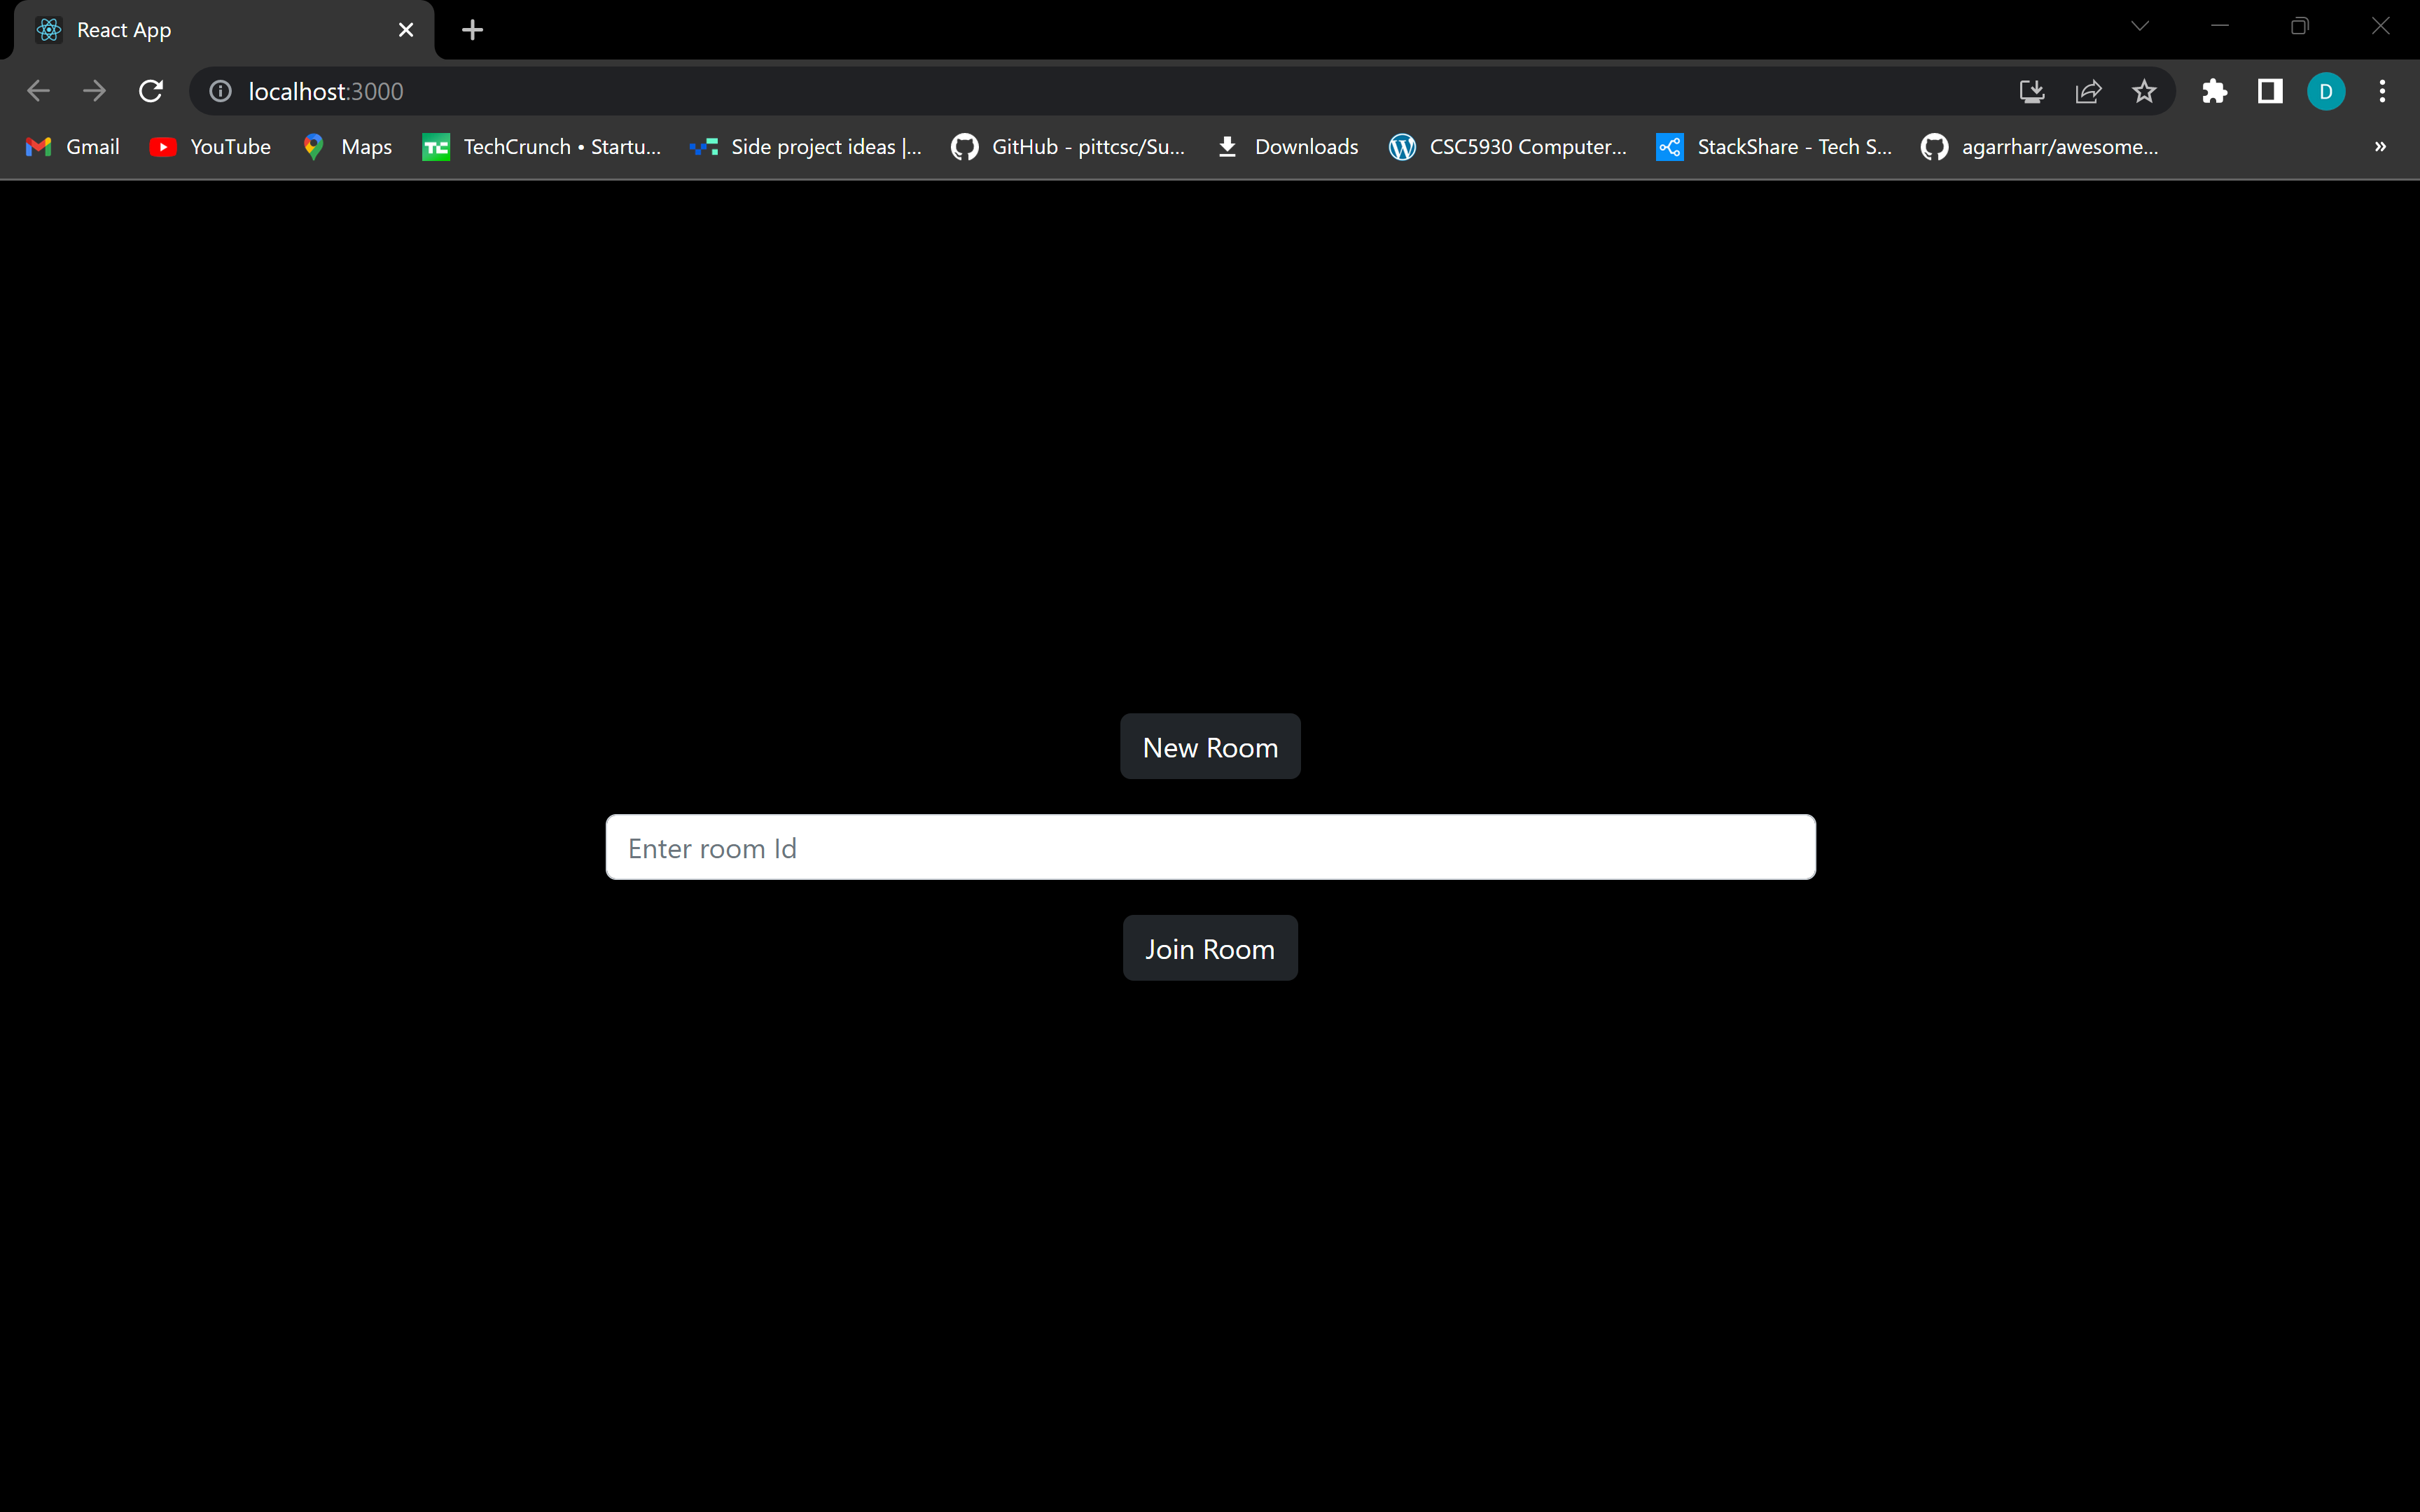 React App
localhost:3000
Gmail YouTube Maps TechCrunch • Startu... Side project ideas |... GitHub - pittcsc/Su... Downloads CSC5930 Computer... StackShare - Tech S... agarrharr/awesome... »
D
New Room
Enter room Id
Join Room